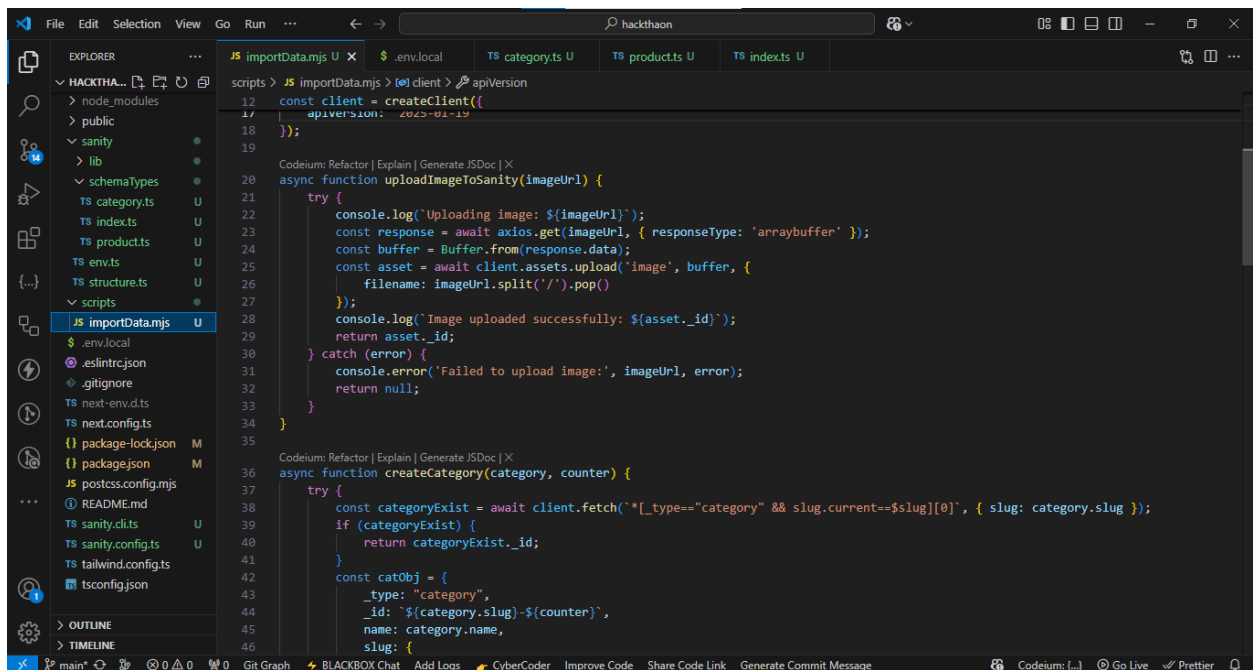 File Edit Selection View Go Run ··· ← → hackthaon
EXPLORER ···
HACKTHA...
node_modules
public
sanity
lib
schemaTypes
TS category.ts U
TS index.ts U
TS product.ts U
TS env.ts U
TS structure.ts U
scripts
JS importData.mjs U
$ .env.local
.eslintrc.json
.gitignore
TS next-env.d.ts
TS next.config.ts
{} package-lock.json M
{} package.json M
JS postcss.config.mjs
README.md
TS sanity.cli.ts U
TS sanity.config.ts U
TS tailwind.config.ts
TS tsconfig.json
OUTLINE
TIMELINE
14
1
JS importData.mjs U × $ .env.local TS category.ts U TS product.ts U TS index.ts U
scripts > JS importData.mjs > client > apiVersion
12 const client = createClient({
17 apiVersion: '2025-01-19'
18 });
19
Codeium: Refactor | Explain | Generate JSDoc | ×
20 async function uploadImageToSanity(imageUrl) {
21 try {
22 console.log(`Uploading image: ${imageUrl}`);
23 const response = await axios.get(imageUrl, { responseType: 'arraybuffer' });
24 const buffer = Buffer.from(response.data);
25 const asset = await client.assets.upload('image', buffer, {
26 filename: imageUrl.split('/').pop()
27 });
28 console.log(`Image uploaded successfully: ${asset._id}`);
29 return asset._id;
30 } catch (error) {
31 console.error('Failed to upload image:', imageUrl, error);
32 return null;
33 }
34 }
35
Codeium: Refactor | Explain | Generate JSDoc | ×
36 async function createCategory(category, counter) {
37 try {
38 const categoryExist = await client.fetch(`*[_type=="category" && slug.current==$slug][0]`, { slug: category.slug });
39 if (categoryExist) {
40 return categoryExist._id;
41 }
42 const catObj = {
43 _type: "category",
44 _id: `${category.slug}-${counter}`,
45 name: category.name,
46 slug: {
main* 0 0 0 Git Graph BLACKBOX Chat Add Logs CyberCoder Improve Code Share Code Link Generate Commit Message Codeium: {...} Go Live Prettier